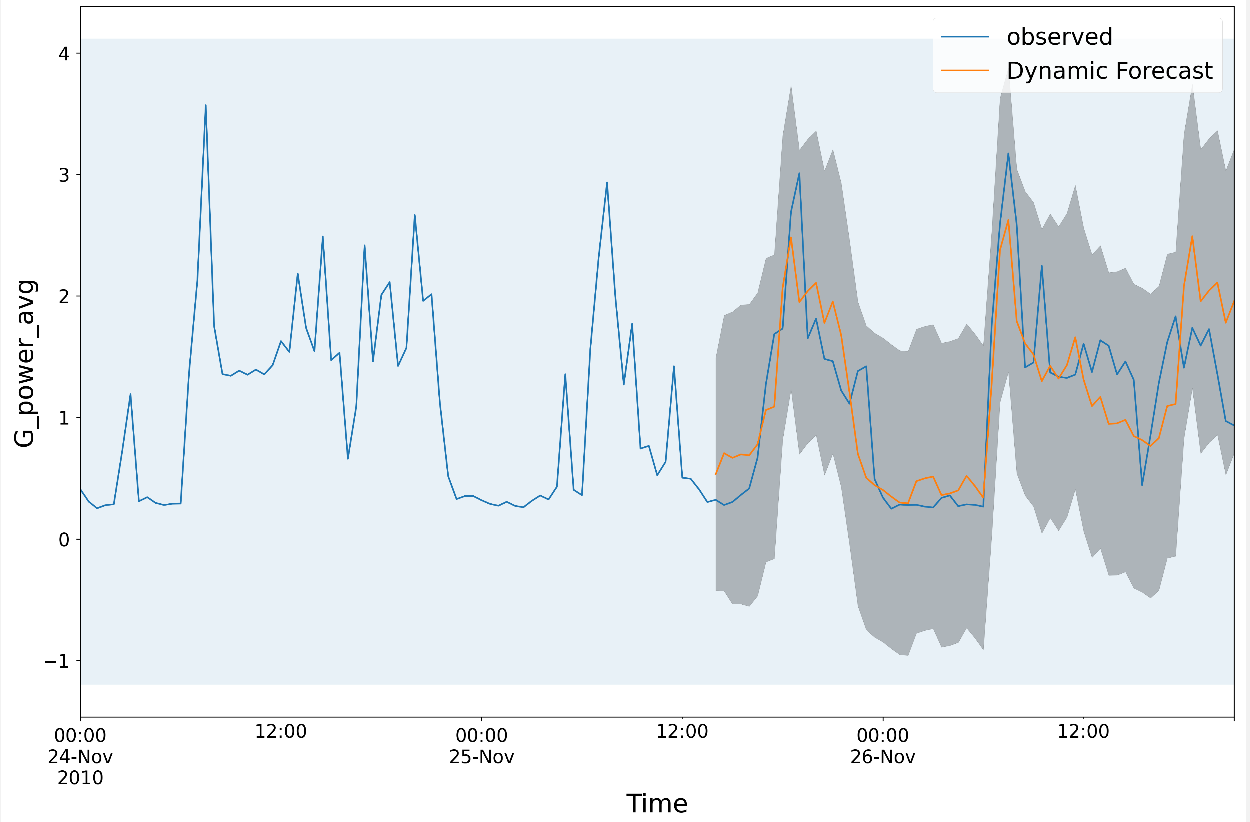 observed
Dynamic Forecast
4
3
2
1
0
−1
G_power_avg
00:00 12:00 00:00 12:00 00:00 12:00
24-Nov 25-Nov 26-Nov
2010
Time